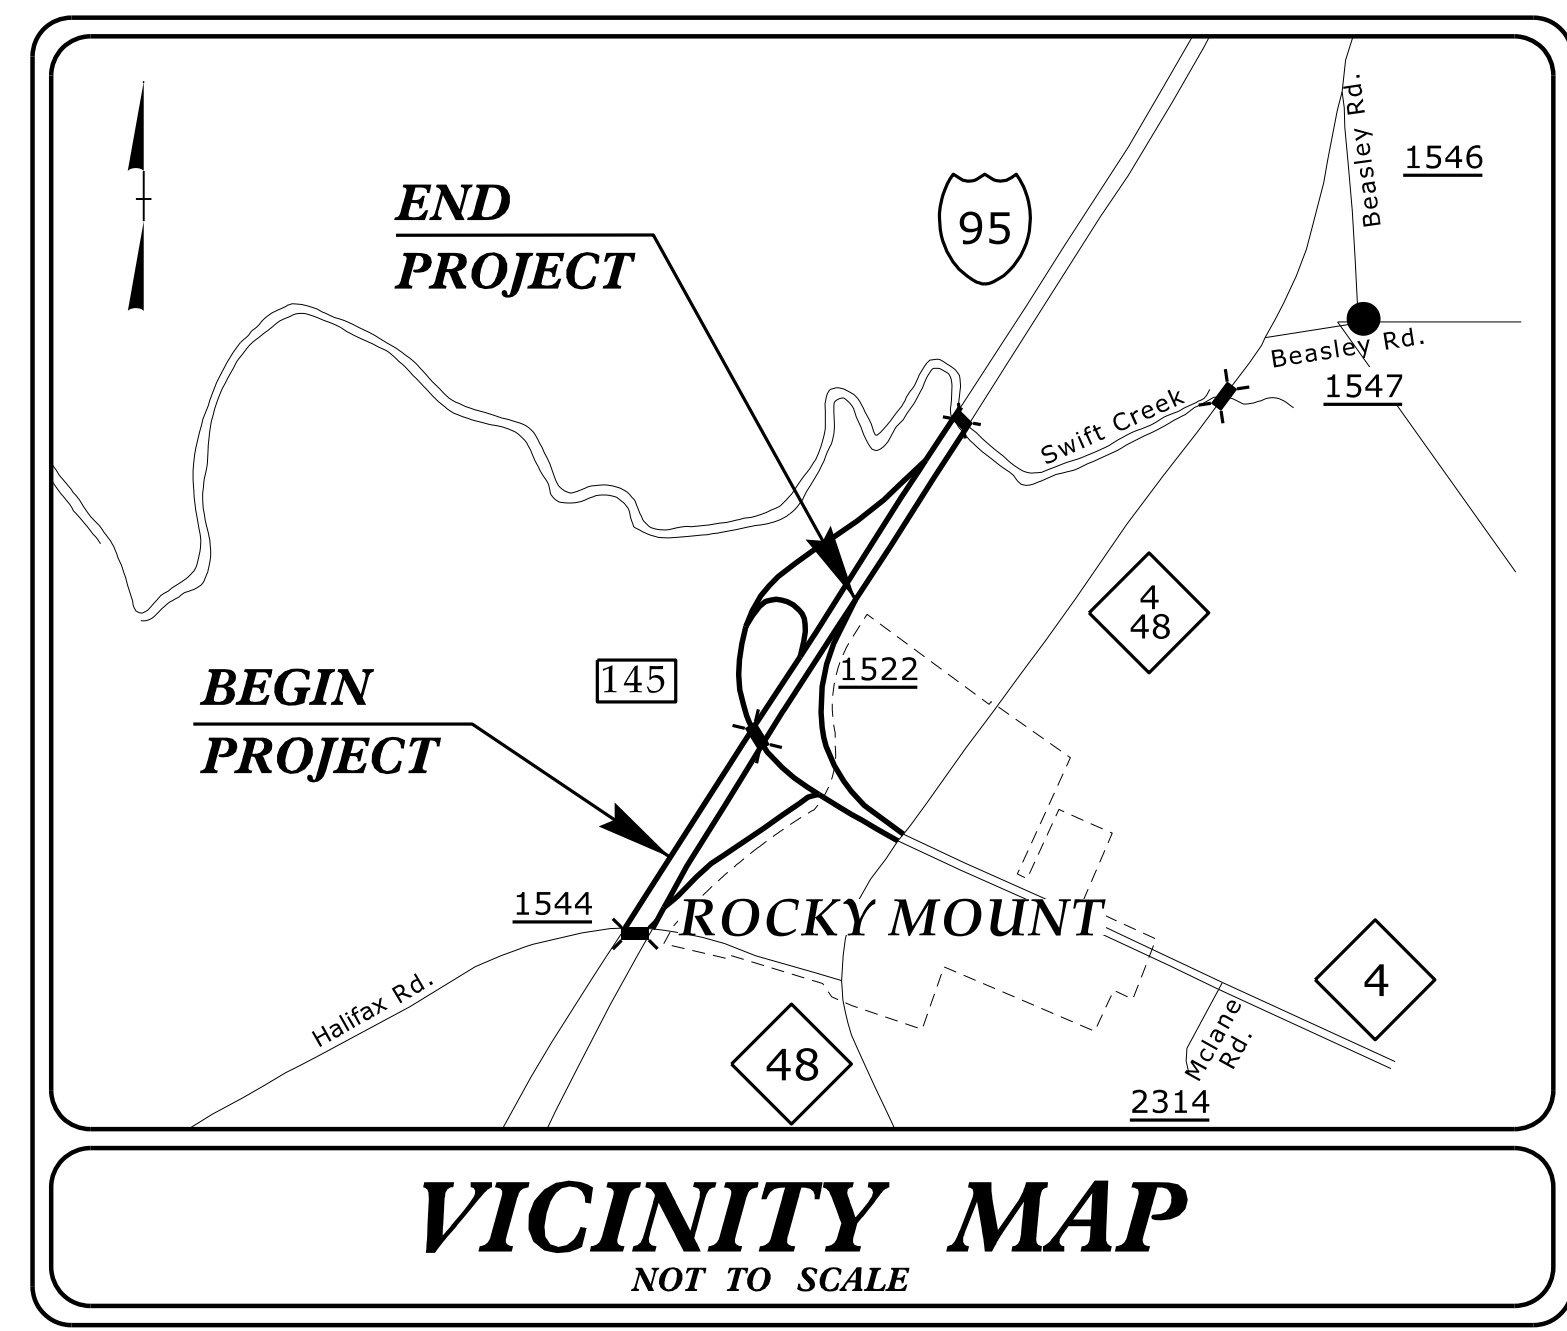 Beasley Rd.
1546
END
PROJECT
95
Beasley Rd.
1547
Swift Creek
4
48
1522
145
BEGIN
PROJECT
1544
ROCKY MOUNT
Halifax Rd.
4
48
Mclane
Rd.
2314
VICINITY MAP
NOT TO SCALE